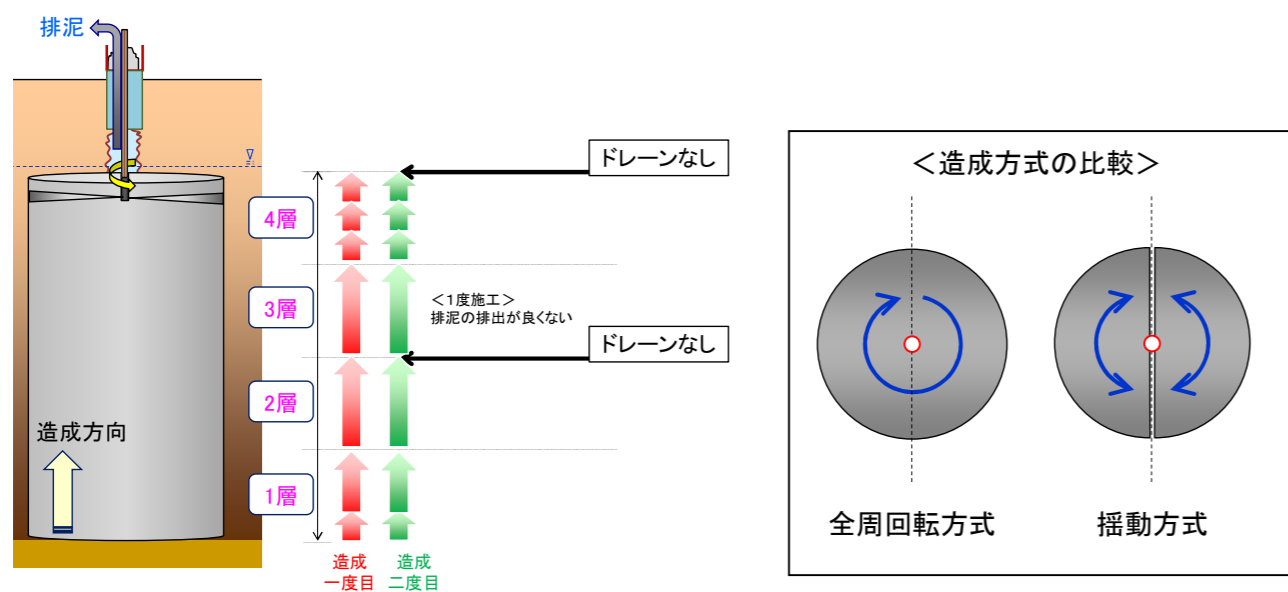 排泥
ドレーンなし
4層
3層
＜1度施工＞
排泥の排出が良くない
ドレーンなし
2層
造成方向
1層
造成
一度目
造成
二度目
＜造成方式の比較＞
全周回転方式
揺動方式